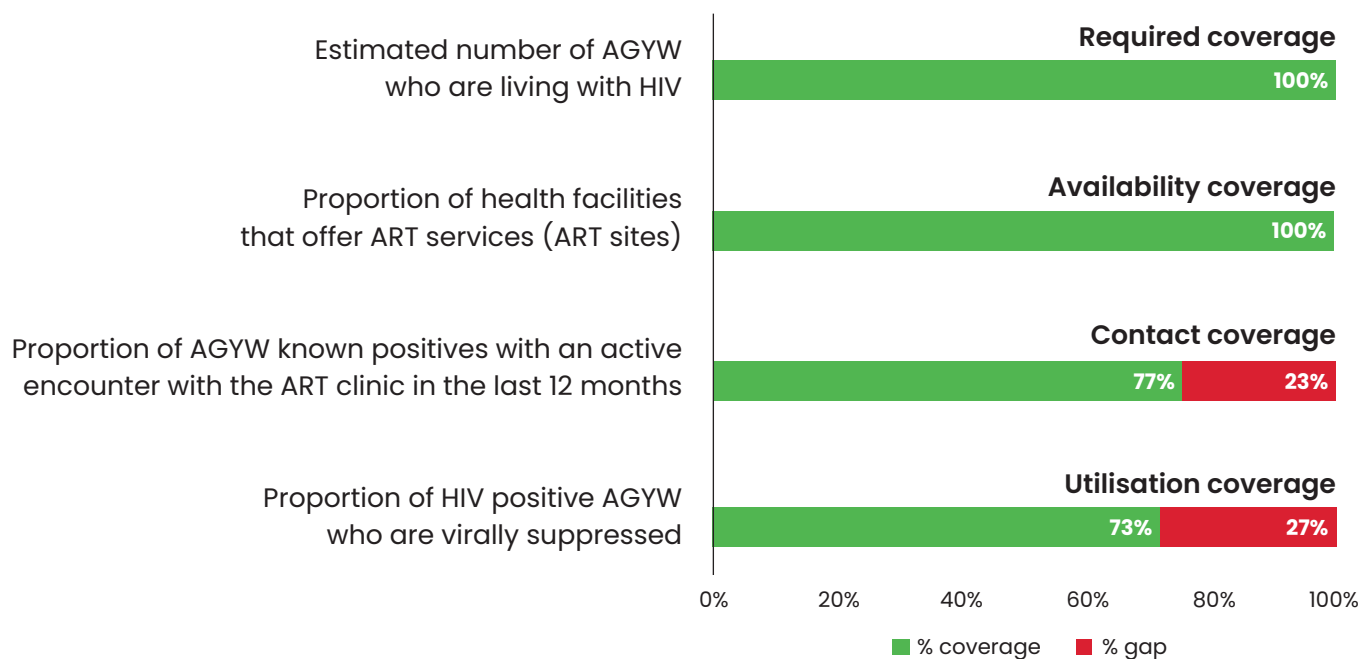 Required coverage
Estimated number of AGYW
who are living with HIV
100%
Availability coverage
Proportion of health facilities
that offer ART services (ART sites)
100%
Contact coverage
Proportion of AGYW known positives with an active
encounter with the ART clinic in the last 12 months
77% 23%
Utilisation coverage
Proportion of HIV positive AGYW
who are virally suppressed
73% 27%
0% 20% 40% 60% 80% 100%
% coverage % gap